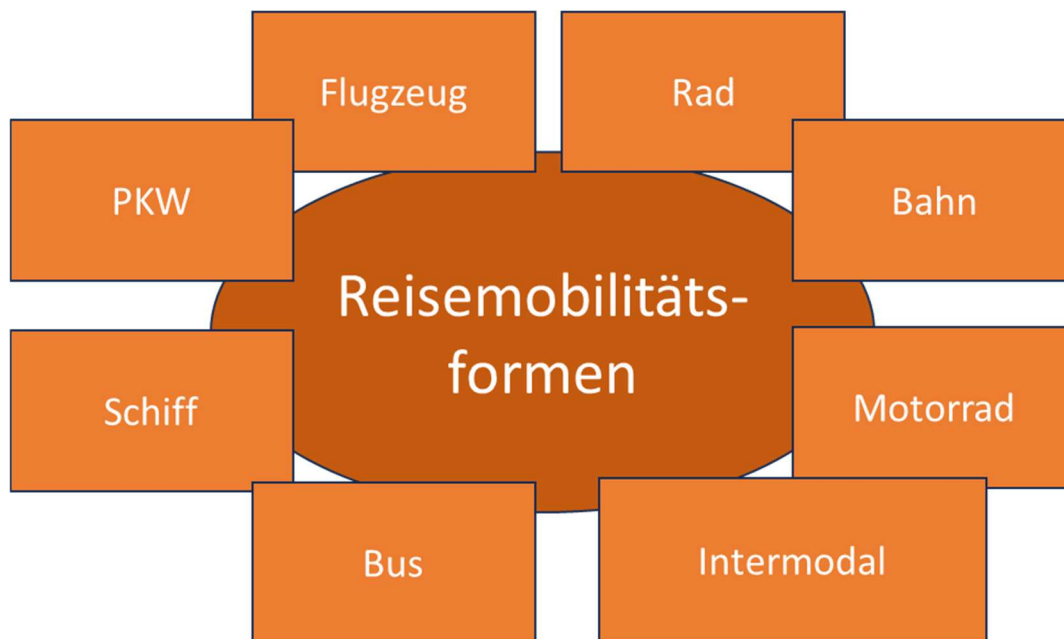 Flugzeug
Rad
PKW
Bahn
Reisemobilitäts-
formen
Schiff
Motorrad
Bus
Intermodal